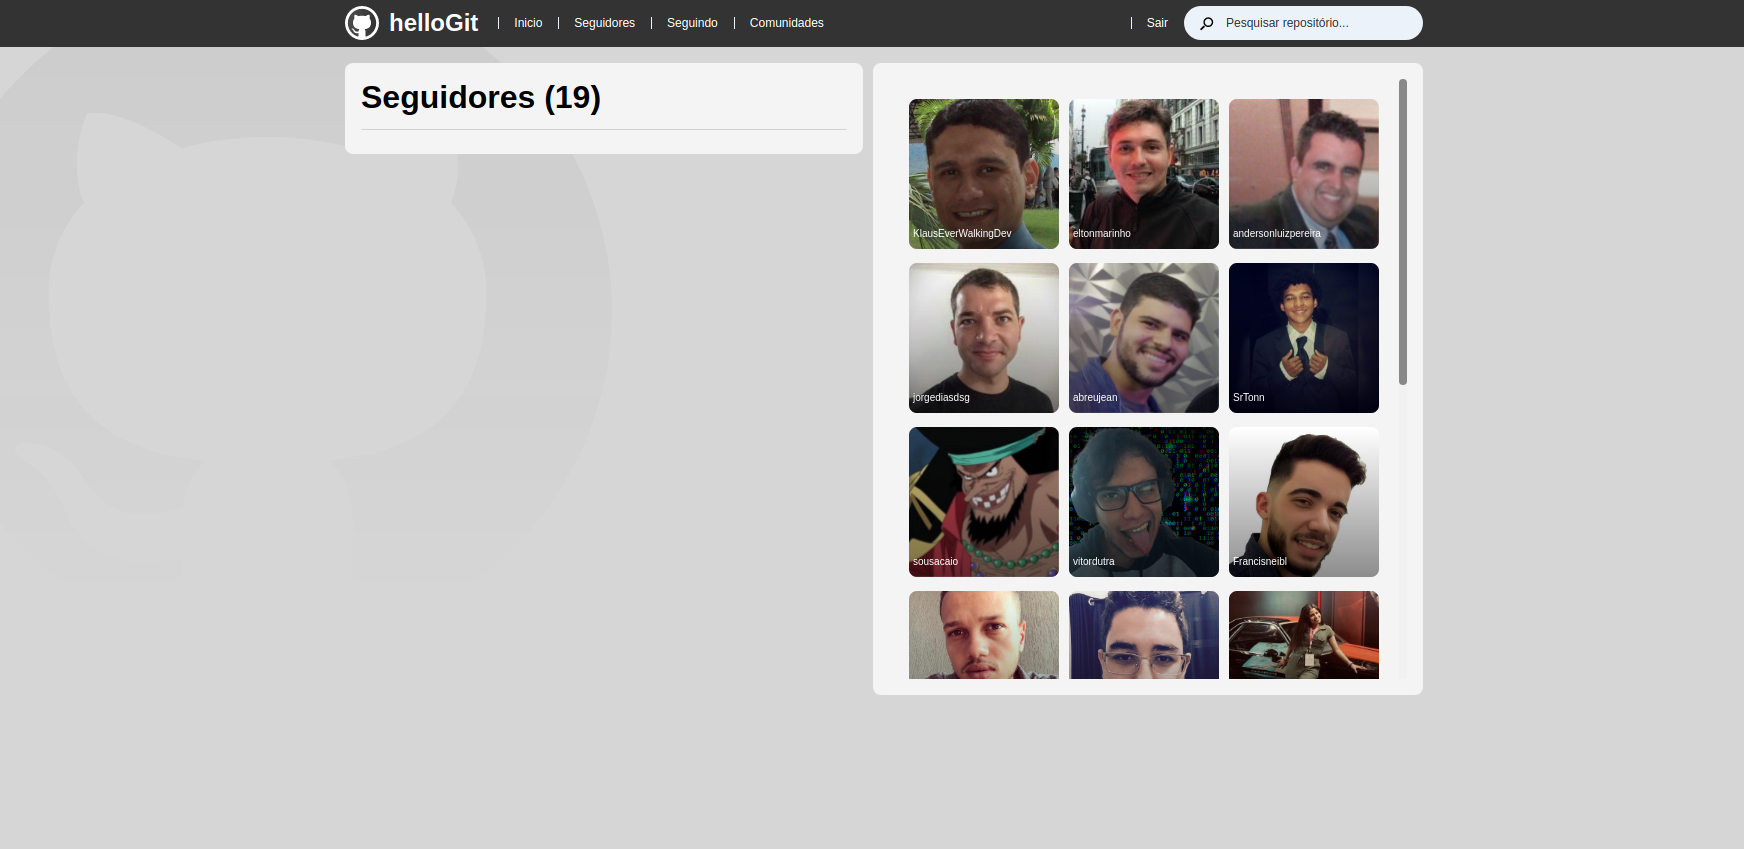 helloGit
Inicio
Seguidores
Seguindo
Comunidades
Sair
Pesquisar repositório...
Seguidores (19)
KlausEverWalkingDev
eltonmarinho
andersonluizpereira
jorgediasdsg
abreujean
SrTonn
sousacaio
vitordutra
Francisneibl